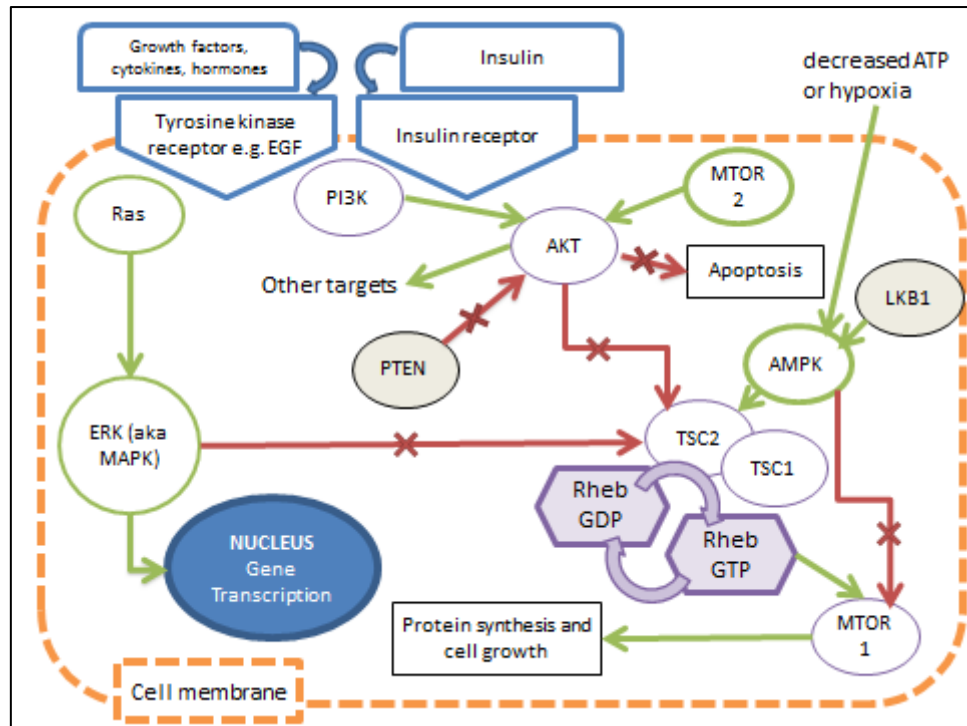 Growth factors,
cytokines, hormones
Insulin
decreased ATP
or hypoxia
Tyrosine kinase
receptor e.g. EGF
Insulin receptor
Ras
PI3K
MTOR
2
AKT
Other targets
Apoptosis
LKB1
PTEN
AMPK
ERK (aka
MAPK)
TSC2
TSC1
Rheb
GDP
Rheb
GTP
NUCLEUS
Gene
Transcription
Protein synthesis and
cell growth
MTOR
1
Cell membrane